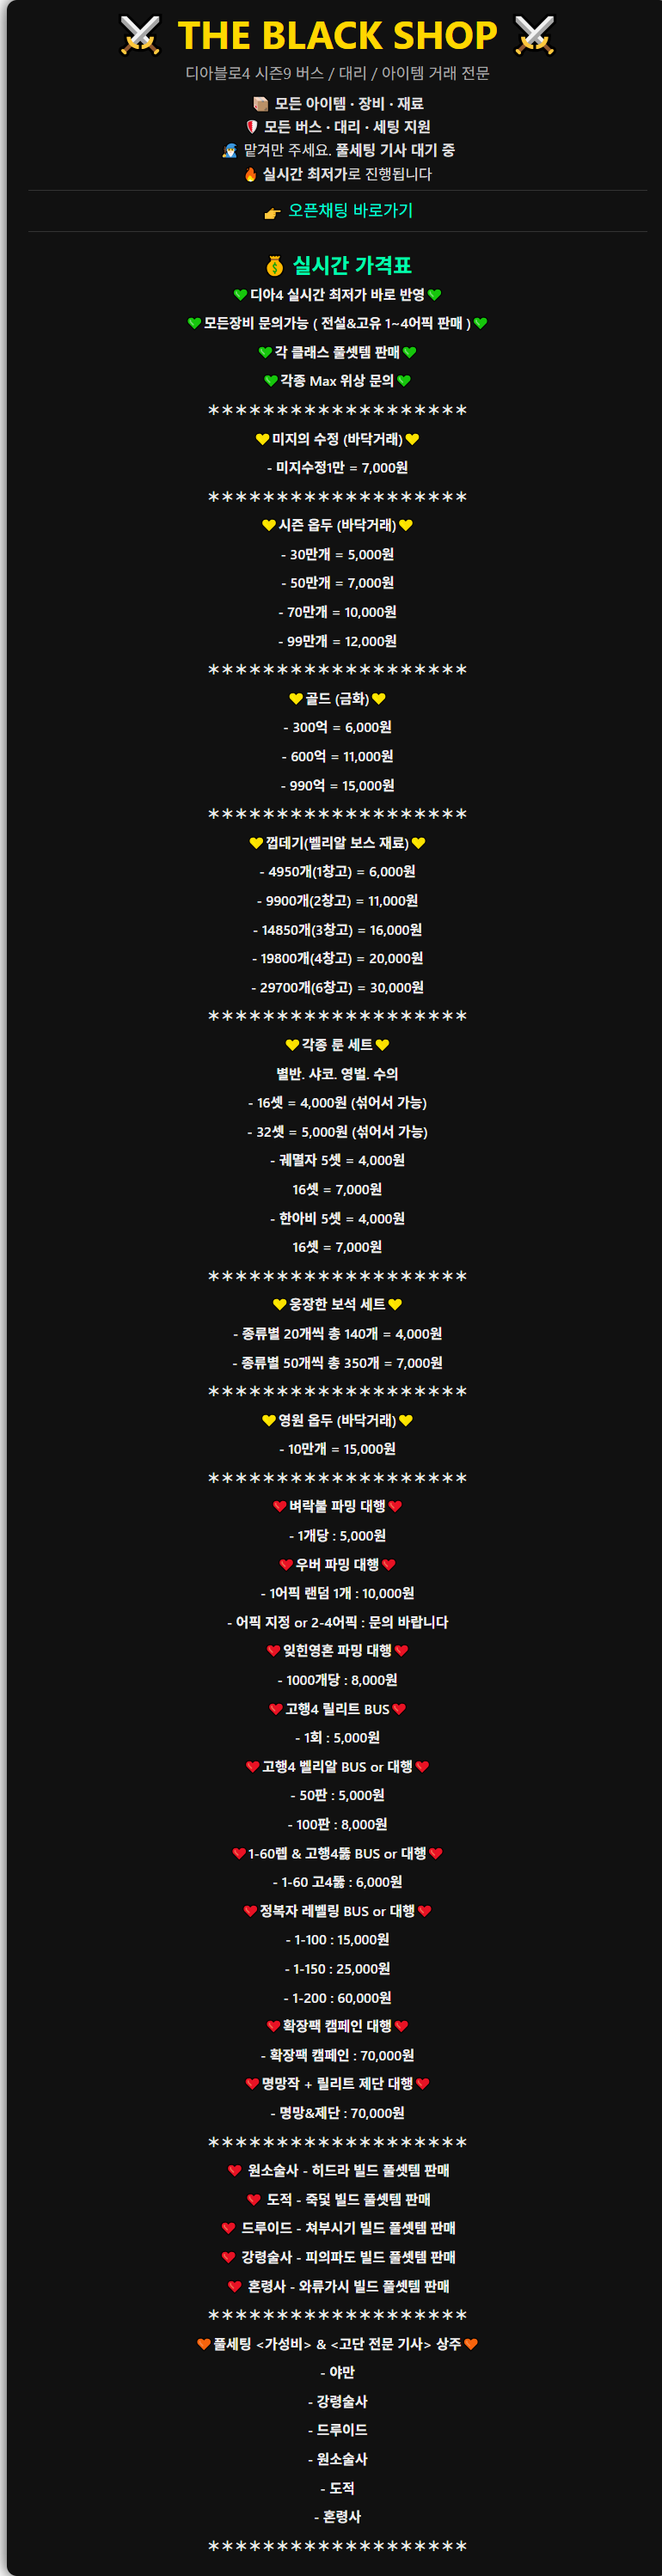 ⚔️ THE BLACK SHOP ⚔️
디아블로4 시즌9 버스 / 대리 / 아이템 거래 전문
📦 모든 아이템 · 장비 · 재료
🛡️ 모든 버스 · 대리 · 세팅 지원
🧙‍♂️ 맡겨만 주세요. 풀세팅 기사 대기 중
🔥 실시간 최저가로 진행됩니다
👉 오픈채팅 바로가기
💰 실시간 가격표
💚디아4 실시간 최저가 바로 반영💚
💚모든장비 문의가능 ( 전설&고유 1~4어픽 판매 )💚
💚각 클래스 풀셋템 판매💚
💚각종 Max 위상 문의💚
*******************
💛미지의 수정 (바닥거래)💛
- 미지수정1만 = 7,000원
*******************
💛시즌 옵두 (바닥거래)💛
- 30만개 = 5,000원
- 50만개 = 7,000원
- 70만개 = 10,000원
- 99만개 = 12,000원
*******************
💛골드 (금화)💛
- 300억 = 6,000원
- 600억 = 11,000원
- 990억 = 15,000원
*******************
💛껍데기(벨리알 보스 재료)💛
- 4950개(1창고) = 6,000원
- 9900개(2창고) = 11,000원
- 14850개(3창고) = 16,000원
- 19800개(4창고) = 20,000원
- 29700개(6창고) = 30,000원
*******************
💛각종 룬 세트💛
별반. 샤코. 영벌. 수의
- 16셋 = 4,000원 (섞어서 가능)
- 32셋 = 5,000원 (섞어서 가능)
- 궤멸자 5셋 = 4,000원
16셋 = 7,000원
- 한아비 5셋 = 4,000원
16셋 = 7,000원
*******************
💛웅장한 보석 세트💛
- 종류별 20개씩 총 140개 = 4,000원
- 종류별 50개씩 총 350개 = 7,000원
*******************
💛영원 옵두 (바닥거래)💛
- 10만개 = 15,000원
*******************
❤️벼락불 파밍 대행❤️
- 1개당 : 5,000원
❤️우버 파밍 대행❤️
- 1어픽 랜덤 1개 : 10,000원
- 어픽 지정 or 2-4어픽 : 문의 바랍니다
❤️잊힌영혼 파밍 대행❤️
- 1000개당 : 8,000원
❤️고행4 릴리트 BUS❤️
- 1회 : 5,000원
❤️고행4 벨리알 BUS or 대행❤️
- 50판 : 5,000원
- 100판 : 8,000원
❤️1-60렙 & 고행4뚫 BUS or 대행❤️
- 1-60 고4뚫 : 6,000원
❤️정복자 레벨링 BUS or 대행❤️
- 1-100 : 15,000원
- 1-150 : 25,000원
- 1-200 : 60,000원
❤️확장팩 캠페인 대행❤️
- 확장팩 캠페인 : 70,000원
❤️명망작 + 릴리트 제단 대행❤️
- 명망&제단 : 70,000원
*******************
❤️ 원소술사 - 히드라 빌드 풀셋템 판매
❤️ 도적 - 죽덫 빌드 풀셋템 판매
❤️ 드루이드 - 쳐부시기 빌드 풀셋템 판매
❤️ 강령술사 - 피의파도 빌드 풀셋템 판매
❤️ 혼령사 - 와류가시 빌드 풀셋템 판매
*******************
🧡풀세팅 <가성비> & <고단 전문 기사> 상주🧡
- 야만
- 강령술사
- 드루이드
- 원소술사
- 도적
- 혼령사
*******************